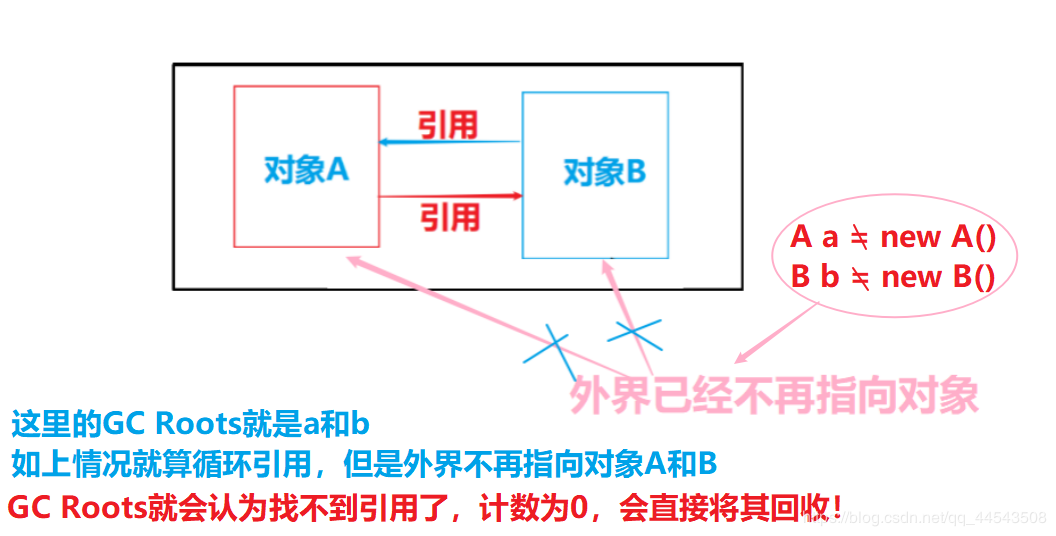 引用
对象A
对象B
引用
A a ≠ new A()
B b ≠ new B()
外界已经不再指向对象
这里的GC Roots就是a和b
如上情况就算循环引用，但是外界不再指向对象A和B
GC Roots就会认为找不到引用了，计数为0，会直接将其回收！
https://blog.csdn.net/qq_44543508